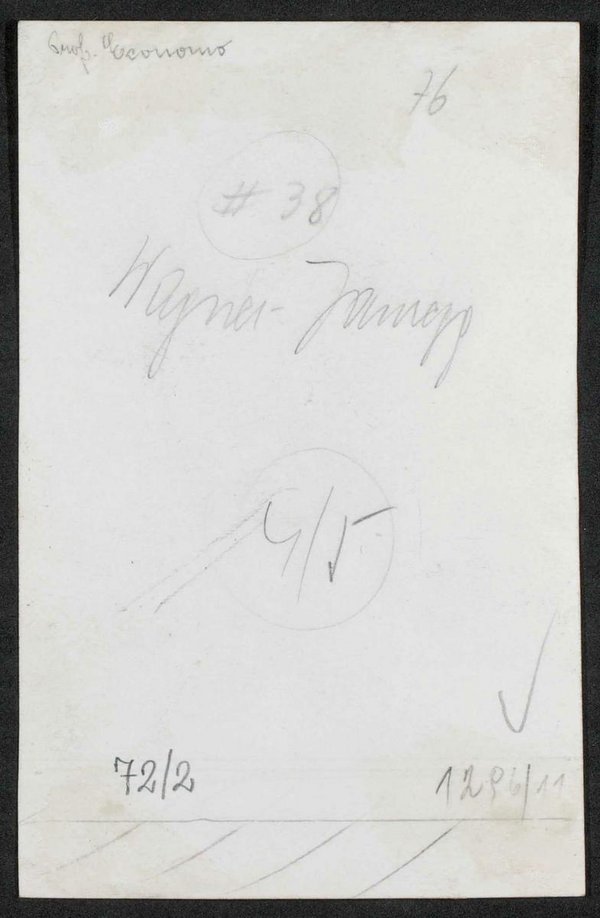 Prof. Economo
76
# 38
Wagner-Jauregg
4/5
72/2
1296/11